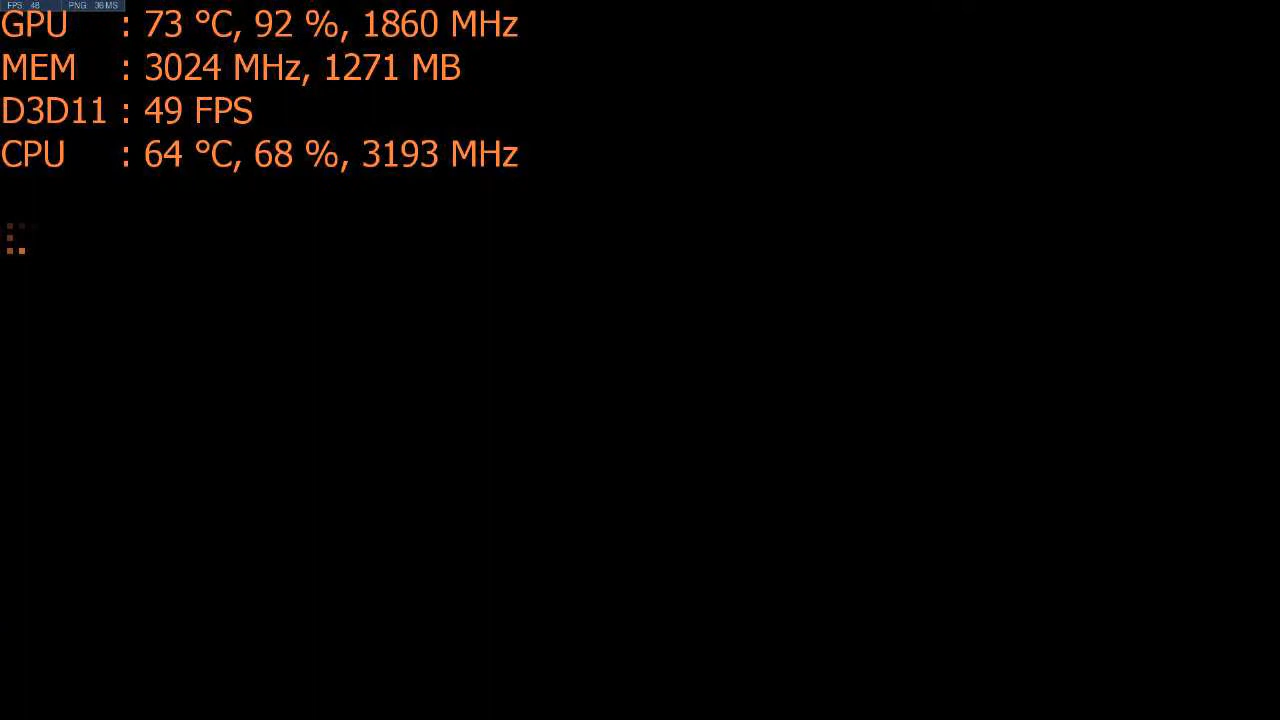 FPS 48 PNG 36 MS
GPU : 73 °C, 92 %, 1860 MHz
MEM : 3024 MHz, 1271 MB
D3D11 : 49 FPS
CPU : 64 °C, 68 %, 3193 MHz